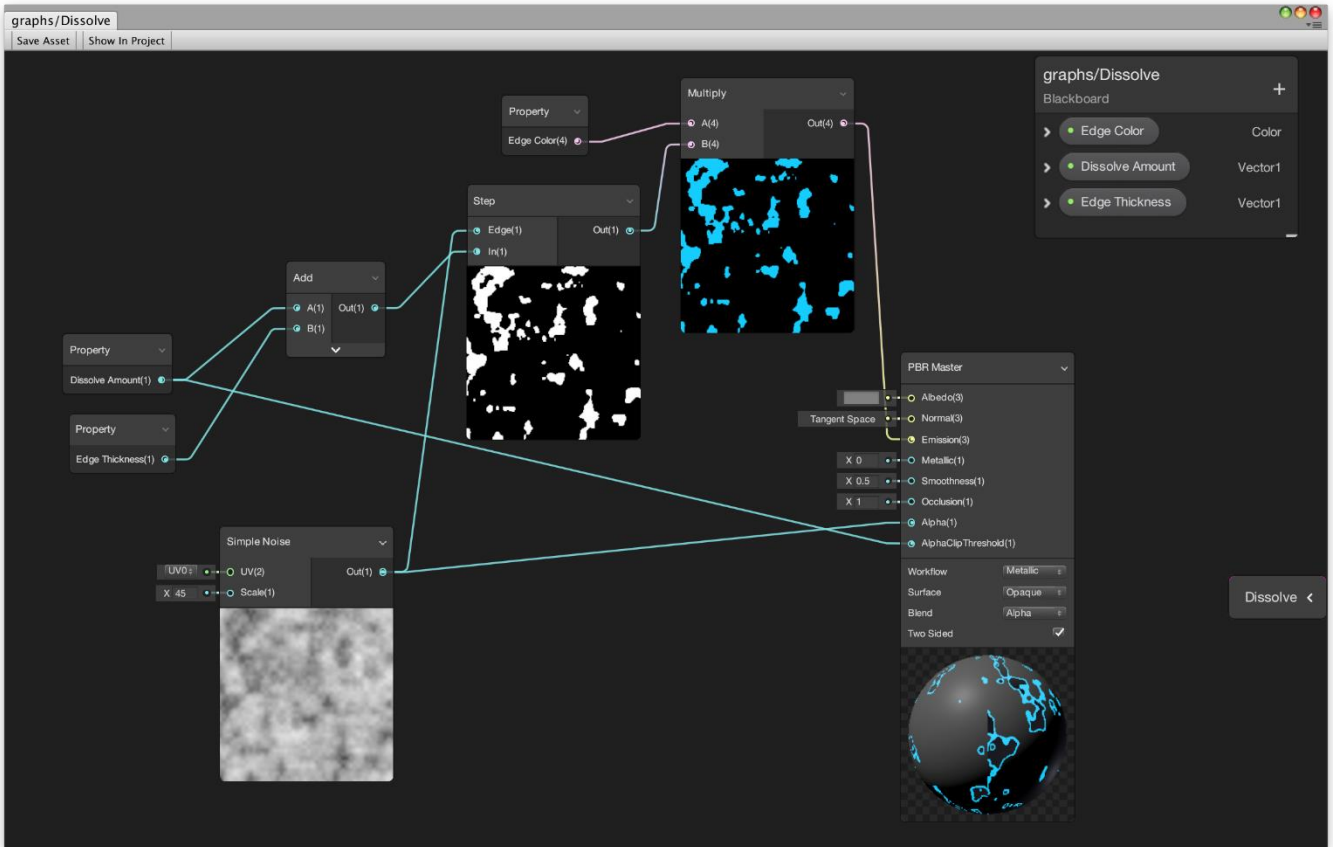 graphs/Dissolve
Save Asset Show In Project
graphs/Dissolve
Blackboard
Edge Color Color
Dissolve Amount Vector1
Edge Thickness Vector1
Property
Edge Color(4)
Multiply
A(4) Out(4)
B(4)
Step
Edge(1) Out(1)
In(1)
Add
A(1) Out(1)
B(1)
Property
Dissolve Amount(1)
Property
Edge Thickness(1)
Simple Noise
UV0 UV(2) Out(1)
X 45 Scale(1)
PBR Master
Albedo(3)
Tangent Space Normal(3)
Emission(3)
X 0 Metallic(1)
X 0.5 Smoothness(1)
X 1 Occlusion(1)
Alpha(1)
AlphaClipThreshold(1)
Workflow Metallic
Surface Opaque
Blend Alpha
Two Sided
Dissolve